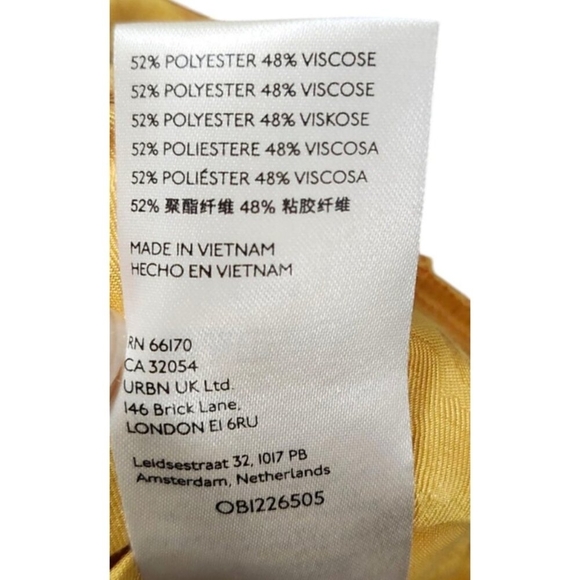 52% POLYESTER 48% VISCOSE
52% POLYESTER 48% VISCOSE
52% POLYESTER 48% VISKOSE
52% POLIESTERE 48% VISCOSA
52% POLIÉSTER 48% VISCOSA
52% 聚酯纤维 48% 粘胶纤维
MADE IN VIETNAM
HECHO EN VIETNAM
RN 66170
CA 32054
URBN UK Ltd.
146 Brick Lane,
LONDON E1 6RU
Leidsestraat 32, 1017 PB
Amsterdam, Netherlands
OB1226505